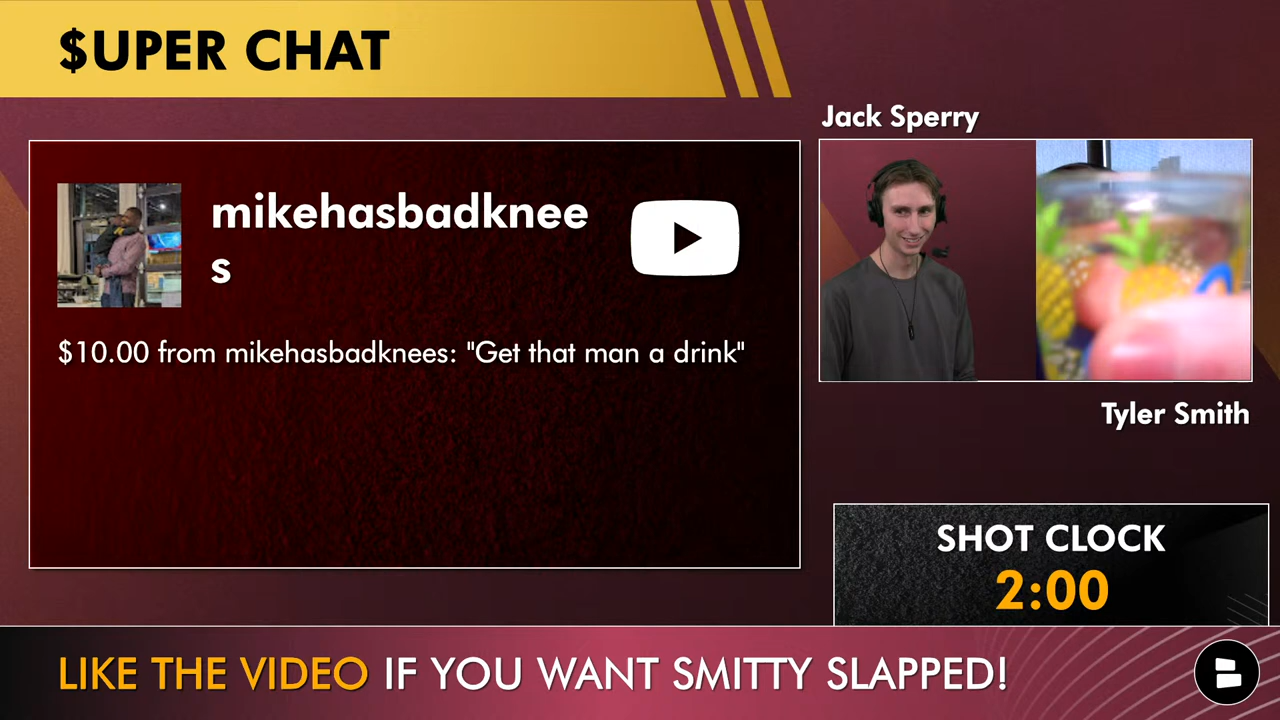 $UPER CHAT
Jack Sperry
mikehasbadknee
s
$10.00 from mikehasbadknees: "Get that man a drink"
Tyler Smith
SHOT CLOCK
2:00
LIKE THE VIDEO IF YOU WANT SMITTY SLAPPED!